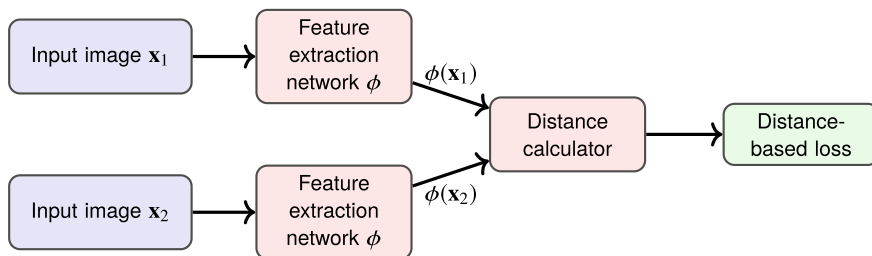 Input image 𝐱₁
Feature
extraction
network ϕ
ϕ(𝐱₁)
Distance
calculator
Distance-
based loss
Input image 𝐱₂
Feature
extraction
network ϕ
ϕ(𝐱₂)